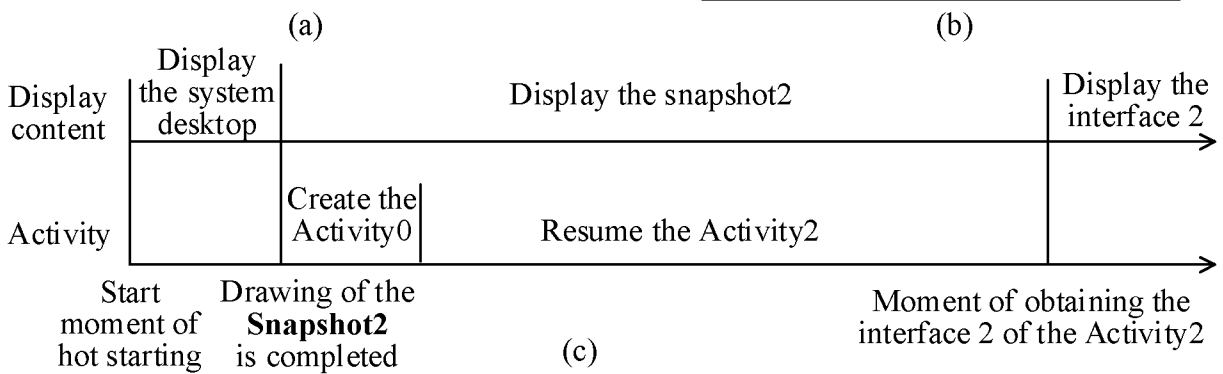 (a)
(b)
Display
the system
desktop
Display
content
Display the snapshot2
Display the
interface 2
Create the
Activity0
Activity
Resume the Activity2
Start
moment of
hot starting
Drawing of the
Snapshot2
is completed
Moment of obtaining the
interface 2 of the Activity2
(c)